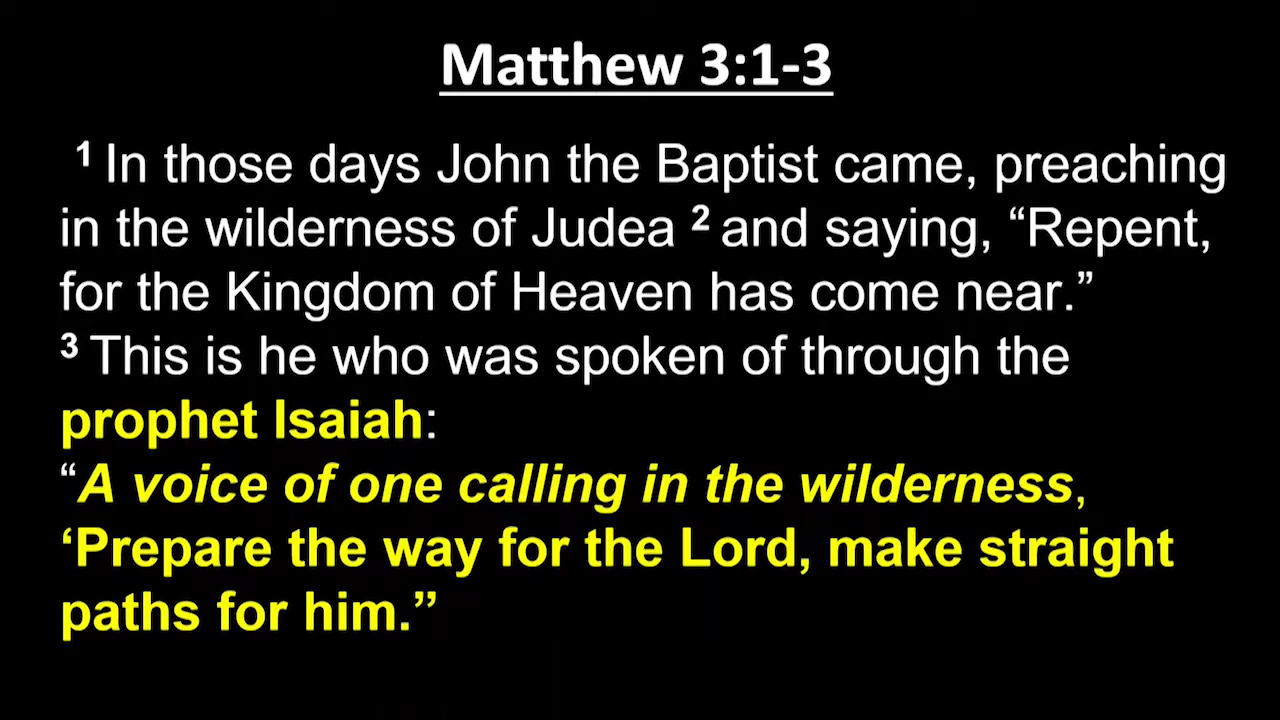 Matthew 3:1-3
1 In those days John the Baptist came, preaching
in the wilderness of Judea 2 and saying, “Repent,
for the Kingdom of Heaven has come near.”
3 This is he who was spoken of through the
prophet Isaiah:
“A voice of one calling in the wilderness,
‘Prepare the way for the Lord, make straight
paths for him.”